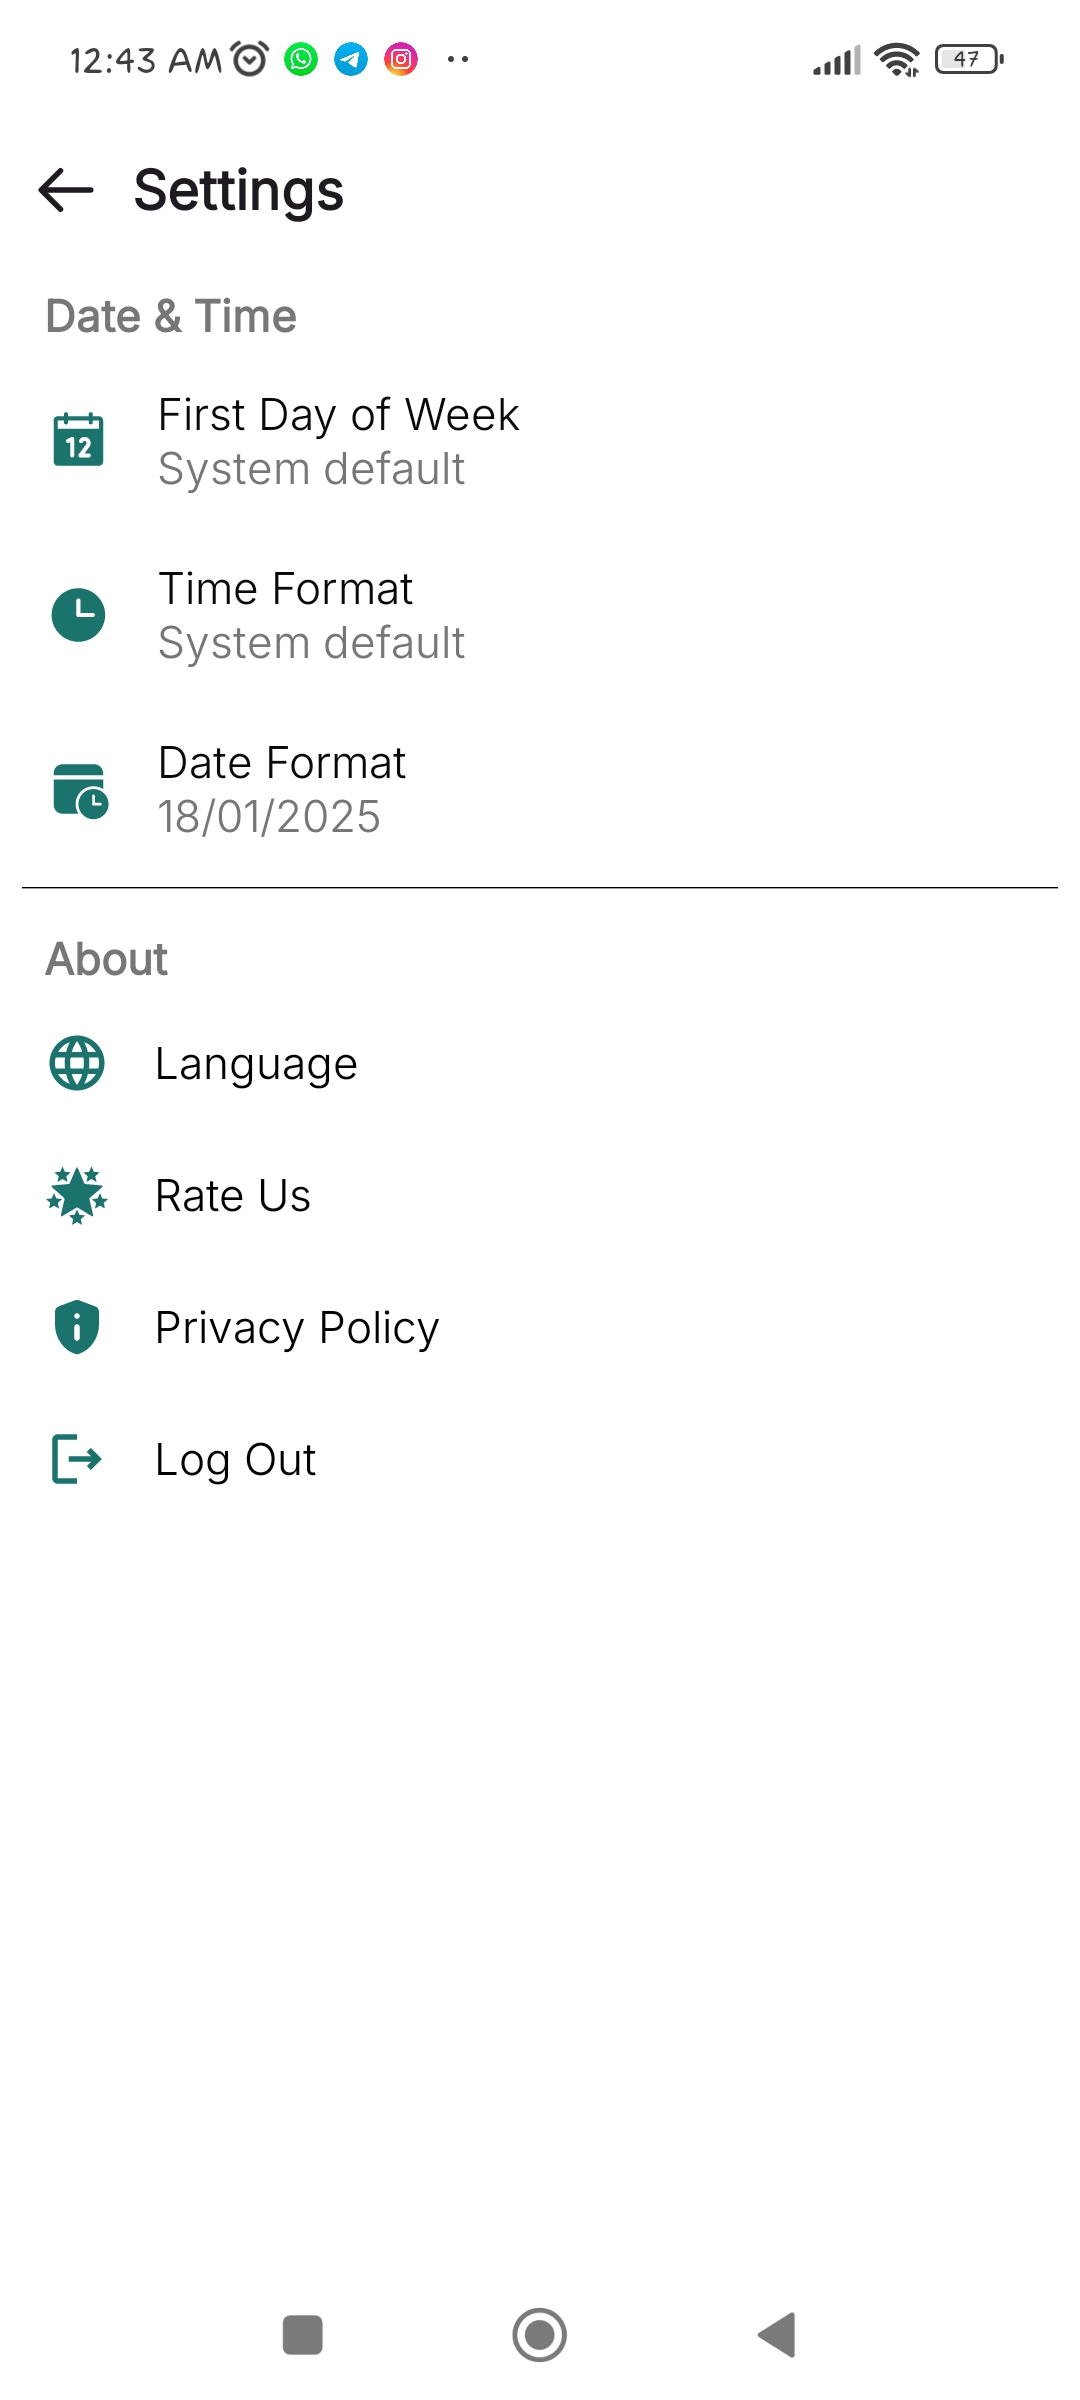 12:43 AM
47
Settings
Date & Time
12
First Day of Week
System default
Time Format
System default
Date Format
18/01/2025
About
Language
Rate Us
Privacy Policy
Log Out